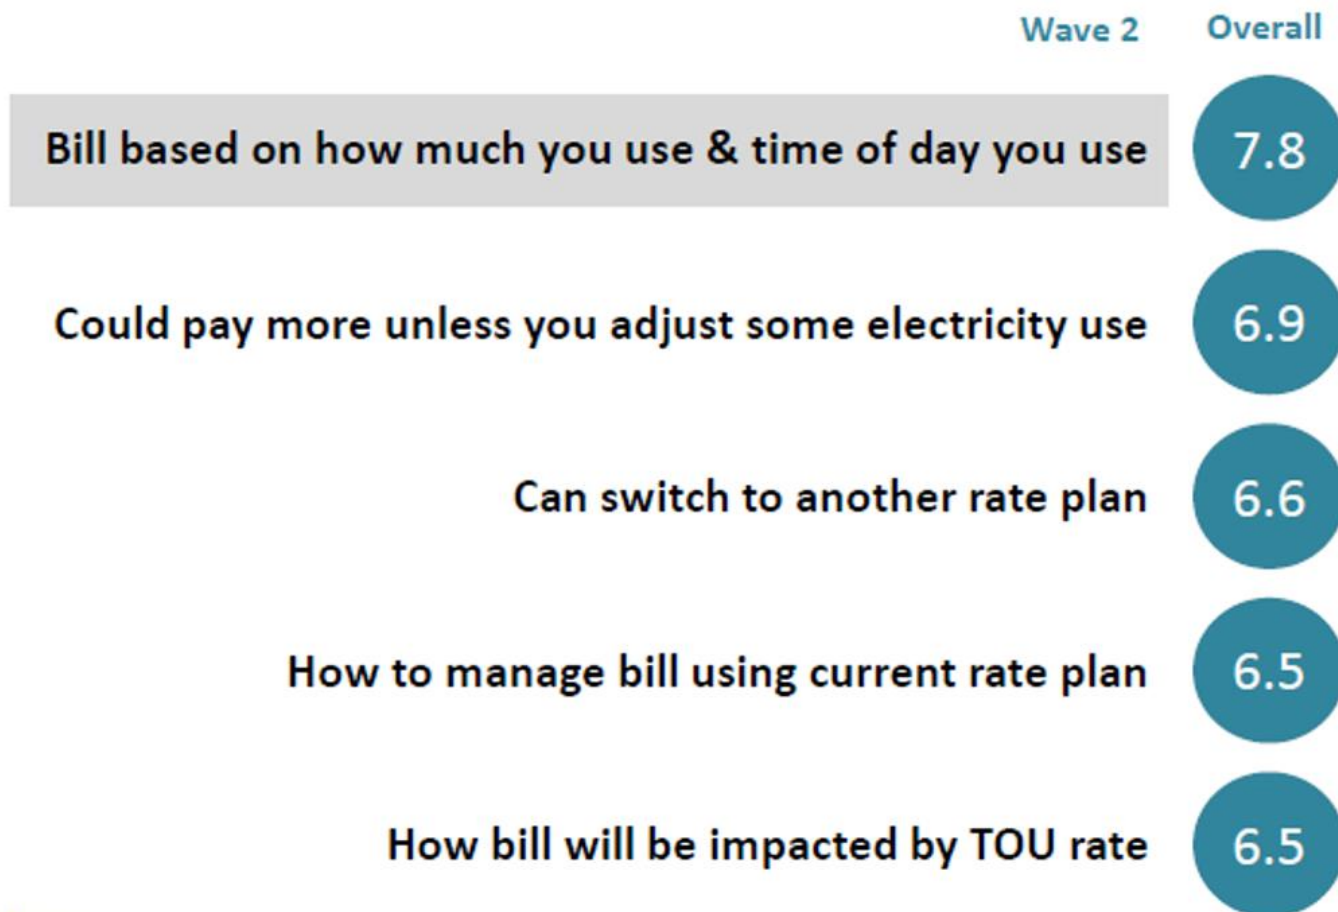 Wave 2 Overall
Bill based on how much you use & time of day you use 7.8
Could pay more unless you adjust some electricity use 6.9
Can switch to another rate plan 6.6
How to manage bill using current rate plan 6.5
How bill will be impacted by TOU rate 6.5